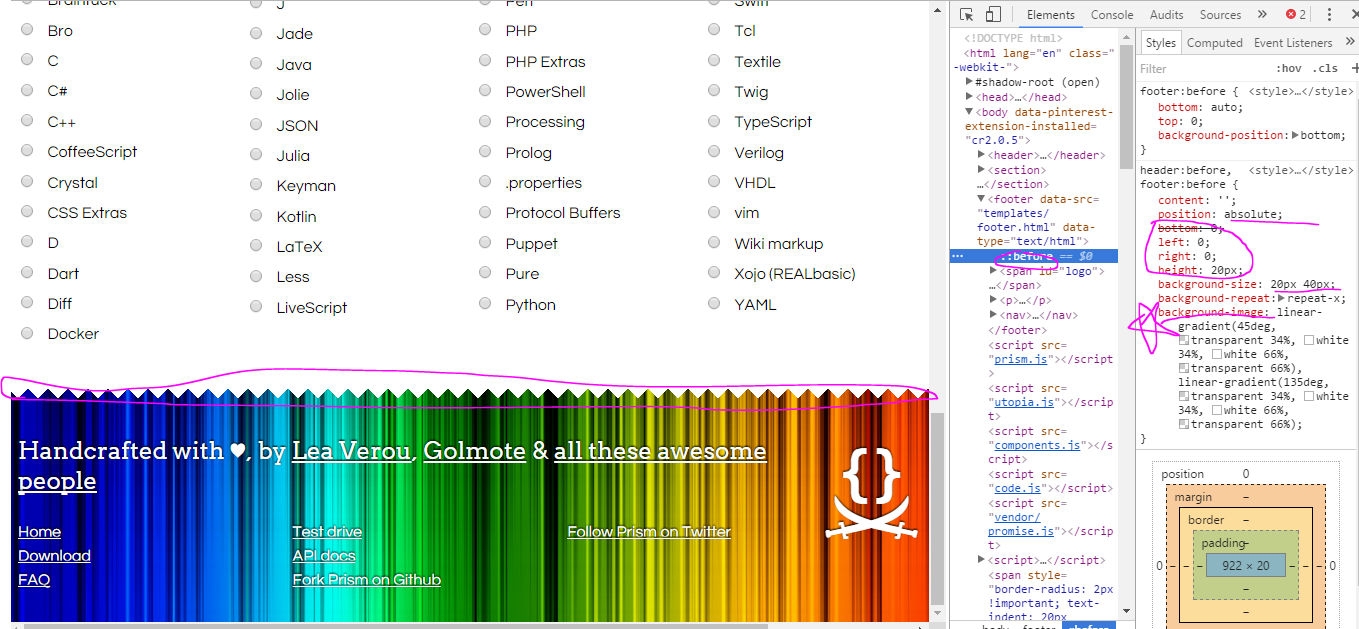 Brainfuck
Bro
C
C#
C++
CoffeeScript
Crystal
CSS Extras
D
Dart
Diff
Docker
J
Jade
Java
Jolie
JSON
Julia
Keyman
Kotlin
LaTeX
Less
LiveScript
Perl
PHP
PHP Extras
PowerShell
Processing
Prolog
.properties
Protocol Buffers
Puppet
Pure
Python
Swift
Tcl
Textile
Twig
TypeScript
Verilog
VHDL
vim
Wiki markup
Xojo (REALbasic)
YAML
Handcrafted with ♥, by Lea Verou, Golmote & all these awesome
people
Home
Download
FAQ
Test drive
API docs
Fork Prism on Github
Follow Prism on Twitter
{}
Elements Console Audits Sources » 2
<!DOCTYPE html>
<html lang="en" class="
-webkit-">
▶#shadow-root (open)
▶<head>…</head>
▼<body data-pinterest-
extension-installed=
"cr2.0.5">
▶<header>…</header>
▶<section>
…</section>
▼<footer data-src=
"templates/
footer.html" data-
type="text/html">
… ::before == $0
▶<span id="logo">
…</span>
▶<p>…</p>
▶<nav>…</nav>
</footer>
<script src=
"prism.js"></script
>
<script src=
"utopia.js"></scrip
t>
<script src=
"components.js"></s
cript>
<script src=
"code.js"></script>
<script src=
"vendor/
promise.js"></scrip
t>
▶<script>…</script>
<span style=
"border-radius: 2px
!important; text-
indent: 20px
body footer ::before
Styles Computed Event Listeners »
Filter :hov .cls +
footer:before { <style>…</style>
bottom: auto;
top: 0;
background-position:▶bottom;
}
header:before, <style>…</style>
footer:before {
content: '';
position: absolute;
bottom: 0;
left: 0;
right: 0;
height: 20px;
background-size: 20px 40px;
background-repeat:▶repeat-x;
background-image: linear-
gradient(45deg,
transparent 34%, white
34%, white 66%,
transparent 66%),
linear-gradient(135deg,
transparent 34%, white
34%, white 66%,
transparent 66%);
}
position 0
margin –
border –
padding–
0 – – – 922 × 20 – – – 0
–
–
–